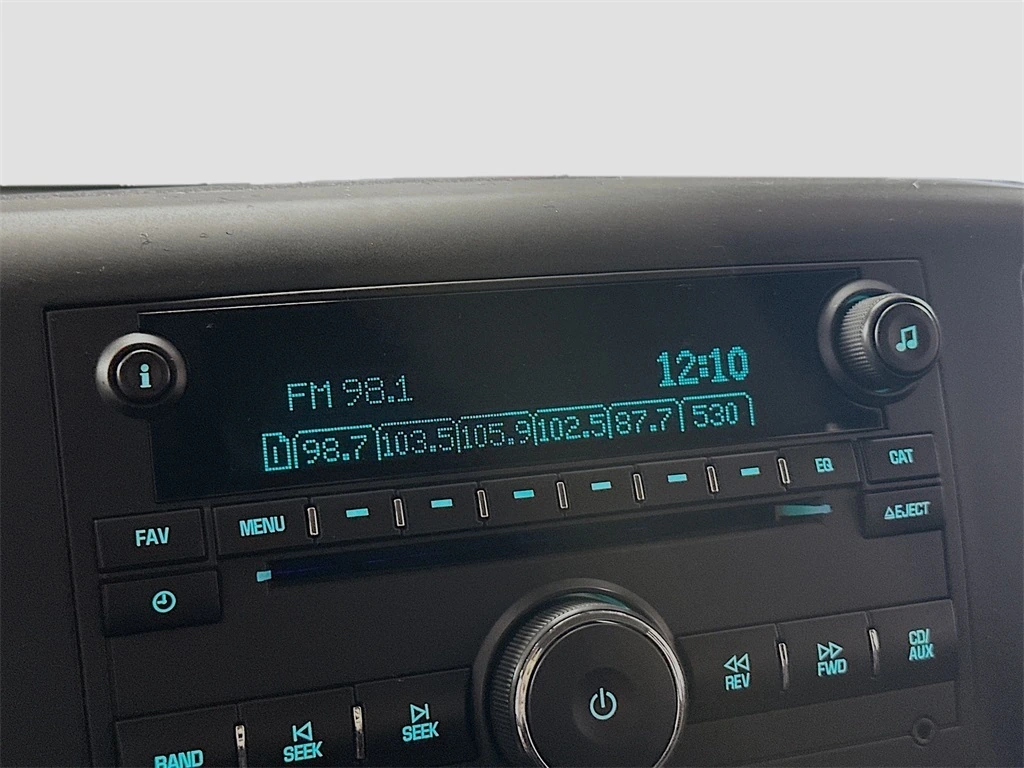 i
FM 98.1 12:10
1 98.7 103.5 105.9 102.5 87.7 530
FAV MENU EQ CAT
EJECT
REV FWD CD/
AUX
BAND SEEK SEEK